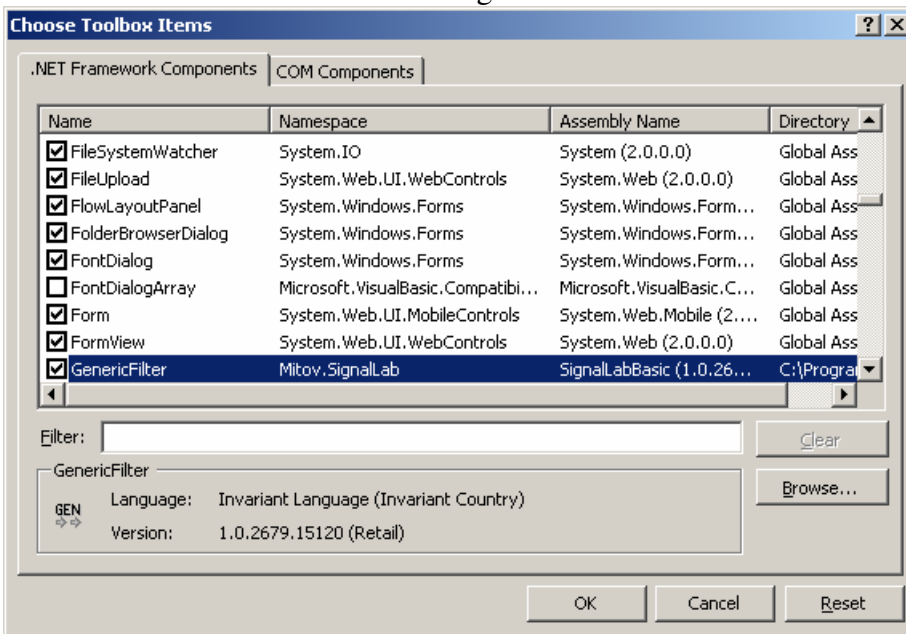 Choose Toolbox Items
.NET Framework Components COM Components
Name Namespace Assembly Name Directory
FileSystemWatcher System.IO System (2.0.0.0) Global Ass
FileUpload System.Web.UI.WebControls System.Web (2.0.0.0) Global Ass
FlowLayoutPanel System.Windows.Forms System.Windows.Form... Global Ass
FolderBrowserDialog System.Windows.Forms System.Windows.Form... Global Ass
FontDialog System.Windows.Forms System.Windows.Form... Global Ass
FontDialogArray Microsoft.VisualBasic.Compatibi... Microsoft.VisualBasic.C... Global Ass
Form System.Web.UI.MobileControls System.Web.Mobile (2.... Global Ass
FormView System.Web.UI.WebControls System.Web (2.0.0.0) Global Ass
GenericFilter Mitov.SignalLab SignalLabBasic (1.0.26... C:\Progra
Filter: Clear
GenericFilter
Browse...
GEN Language: Invariant Language (Invariant Country)
Version: 1.0.2679.15120 (Retail)
OK Cancel Reset